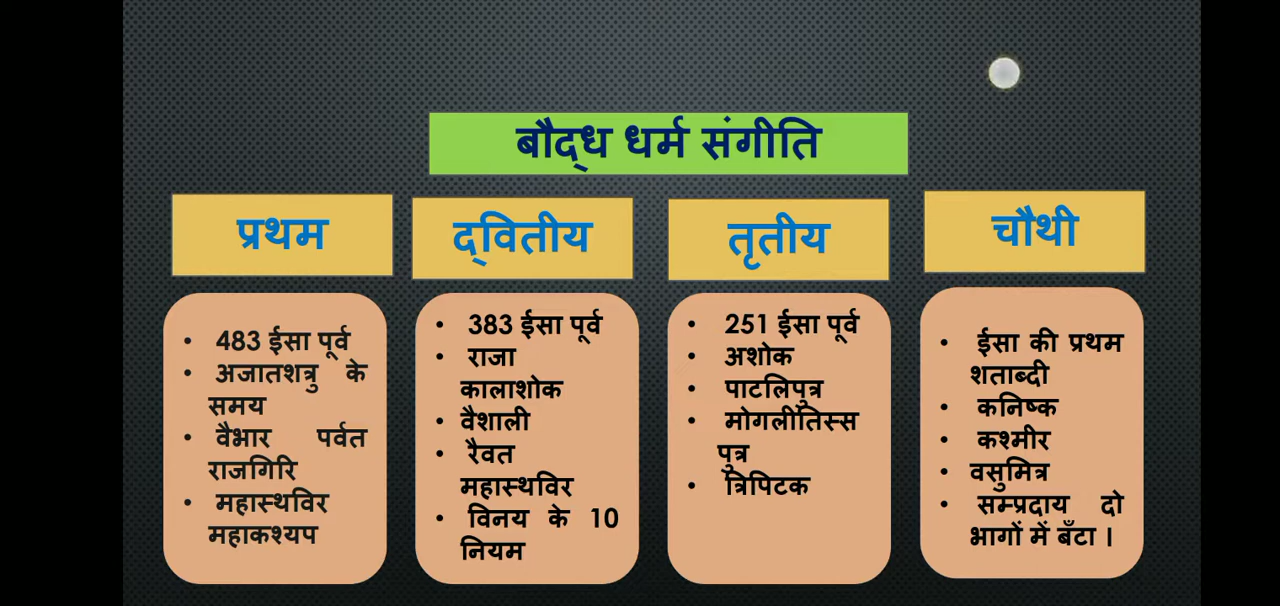 बौद्ध धर्म संगीति
प्रथम
• 483 ईसा पूर्व
• अजातशत्रु के
समय
• वैभार पर्वत
राजगिरि
• महास्थविर
महाकश्यप
द्वितीय
• 383 ईसा पूर्व
• राजा
कालाशोक
• वैशाली
• रैवत
महास्थविर
• विनय के 10
नियम
तृतीय
• 251 ईसा पूर्व
• अशोक
• पाटलिपुत्र
• मोगलीतिस्स
पुत्र
• त्रिपिटक
चौथी
• ईसा की प्रथम
शताब्दी
• कनिष्क
• कश्मीर
• वसुमित्र
• सम्प्रदाय दो
भागों में बँटा ।